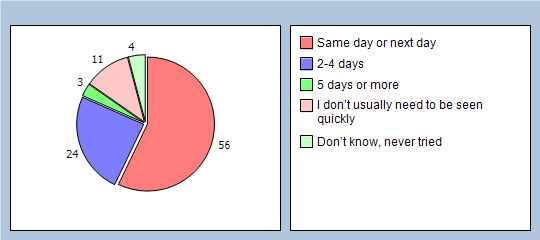 4
11
3
24
56
Same day or next day
2-4 days
5 days or more
I don't usually need to be seen
quickly
Don't know, never tried